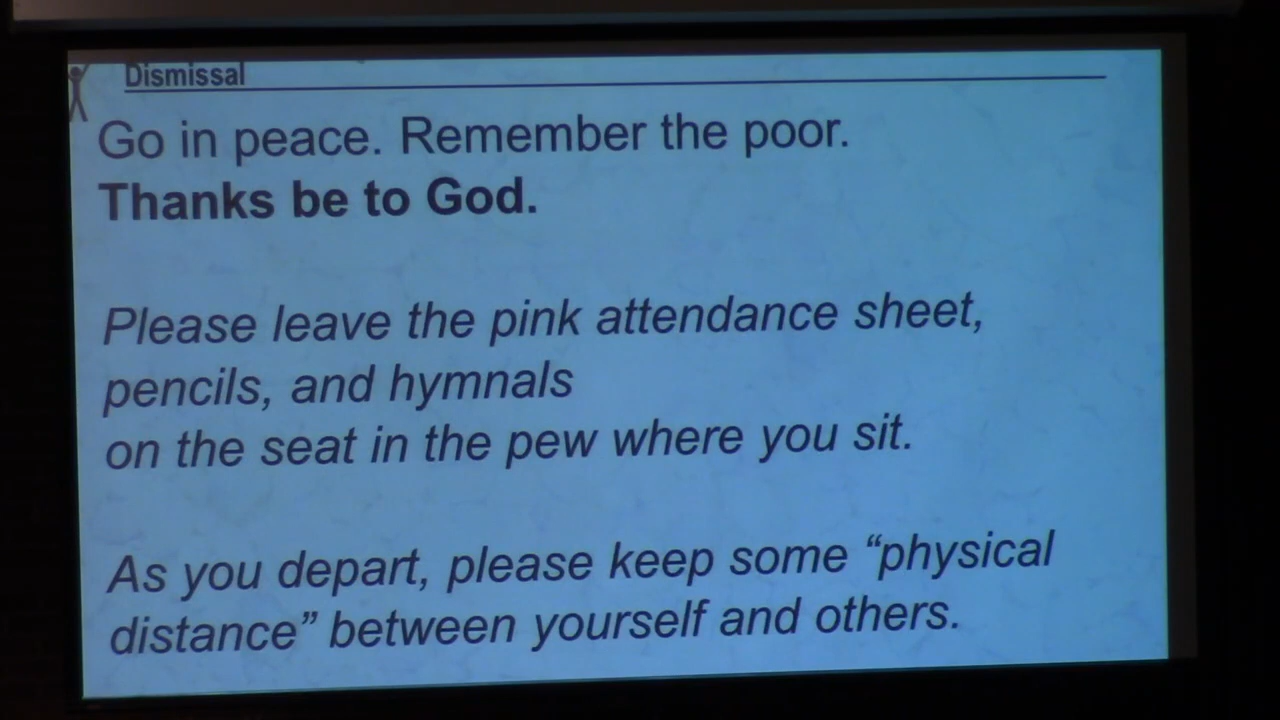 Dismissal
Go in peace. Remember the poor.
Thanks be to God.
Please leave the pink attendance sheet,
pencils, and hymnals
on the seat in the pew where you sit.
As you depart, please keep some “physical
distance” between yourself and others.